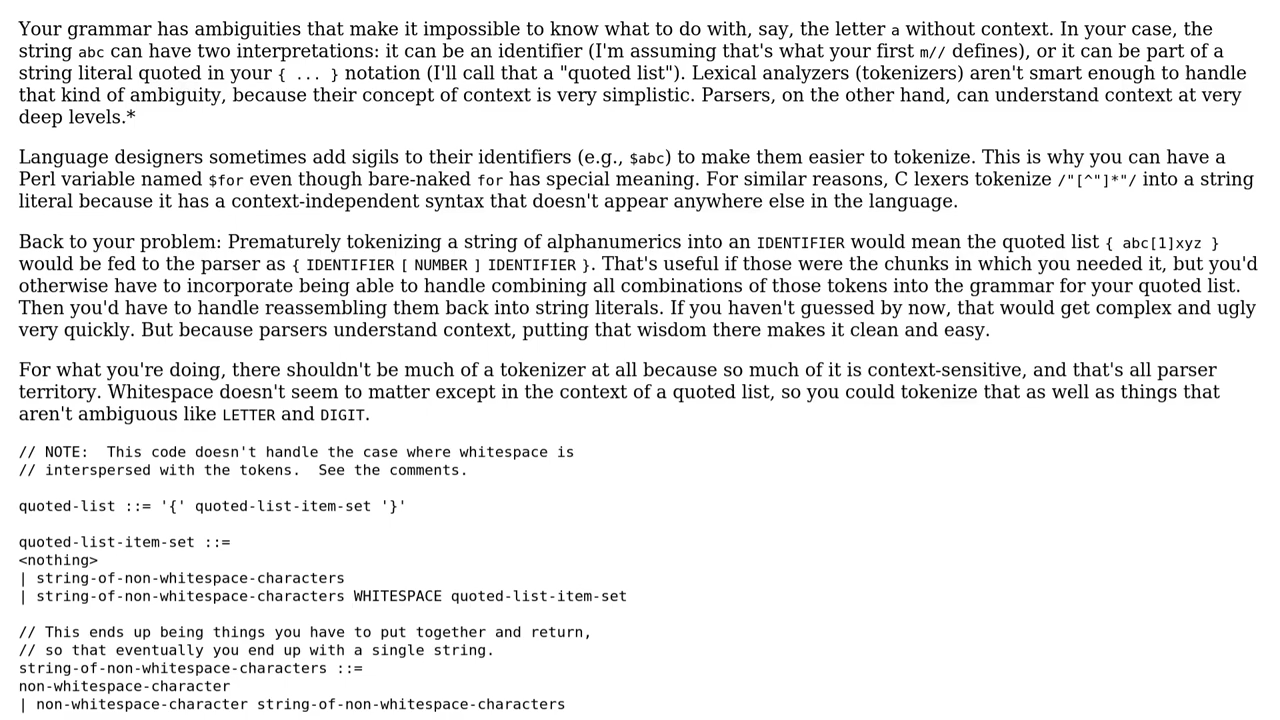 Your grammar has ambiguities that make it impossible to know what to do with, say, the letter a without context. In your case, the
string abc can have two interpretations: it can be an identifier (I'm assuming that's what your first m// defines), or it can be part of a
string literal quoted in your { ... } notation (I'll call that a "quoted list"). Lexical analyzers (tokenizers) aren't smart enough to handle
that kind of ambiguity, because their concept of context is very simplistic. Parsers, on the other hand, can understand context at very
deep levels.*
Language designers sometimes add sigils to their identifiers (e.g., $abc) to make them easier to tokenize. This is why you can have a
Perl variable named $for even though bare-naked for has special meaning. For similar reasons, C lexers tokenize /"[^"]*"/ into a string
literal because it has a context-independent syntax that doesn't appear anywhere else in the language.
Back to your problem: Prematurely tokenizing a string of alphanumerics into an IDENTIFIER would mean the quoted list { abc[1]xyz }
would be fed to the parser as { IDENTIFIER [ NUMBER ] IDENTIFIER }. That's useful if those were the chunks in which you needed it, but you'd
otherwise have to incorporate being able to handle combining all combinations of those tokens into the grammar for your quoted list.
Then you'd have to handle reassembling them back into string literals. If you haven't guessed by now, that would get complex and ugly
very quickly. But because parsers understand context, putting that wisdom there makes it clean and easy.
For what you're doing, there shouldn't be much of a tokenizer at all because so much of it is context-sensitive, and that's all parser
territory. Whitespace doesn't seem to matter except in the context of a quoted list, so you could tokenize that as well as things that
aren't ambiguous like LETTER and DIGIT.
// NOTE:  This code doesn't handle the case where whitespace is
// interspersed with the tokens.  See the comments.
quoted-list ::= '{' quoted-list-item-set '}'
quoted-list-item-set ::=
<nothing>
| string-of-non-whitespace-characters
| string-of-non-whitespace-characters WHITESPACE quoted-list-item-set
// This ends up being things you have to put together and return,
// so that eventually you end up with a single string.
string-of-non-whitespace-characters ::=
non-whitespace-character
| non-whitespace-character string-of-non-whitespace-characters